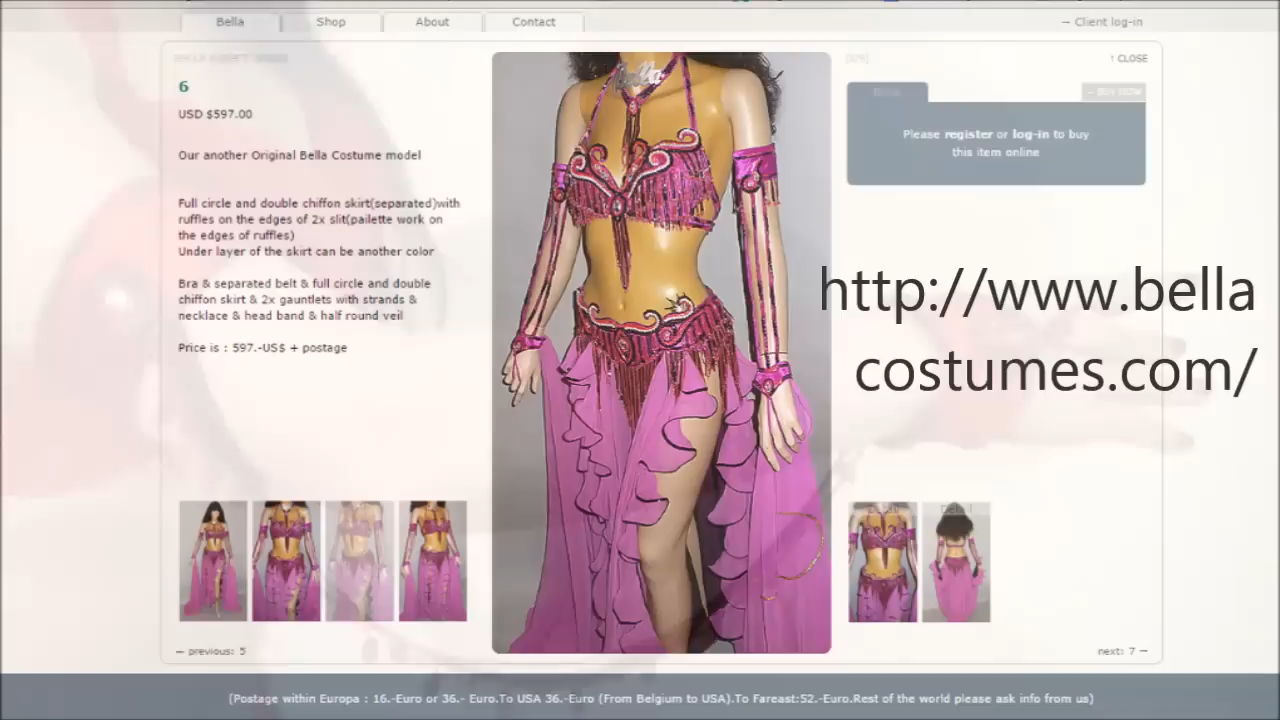 Bella
Shop
About
Contact
— Client log-in
6
USD $597.00
Our another Original Bella Costume model
Full circle and double chiffon skirt(separated)with
ruffles on the edges of 2x slit(pailette work on
the edges of ruffles)
Under layer of the skirt can be another color
Bra & separated belt & full circle and double
chiffon skirt & 2x gauntlets with strands &
necklace & head band & half round veil
Price is : 597.-US$ + postage
— previous: 5
Bella
↑ CLOSE
— BUY NOW
Please register or log-in to buy
this item online
http://www.bella
costumes.com/
next: 7 —
(Postage within Europa : 16.-Euro or 36.- Euro.To USA 36.-Euro (From Belgium to USA).To Fareast:52.-Euro.Rest of the world please ask info from us)